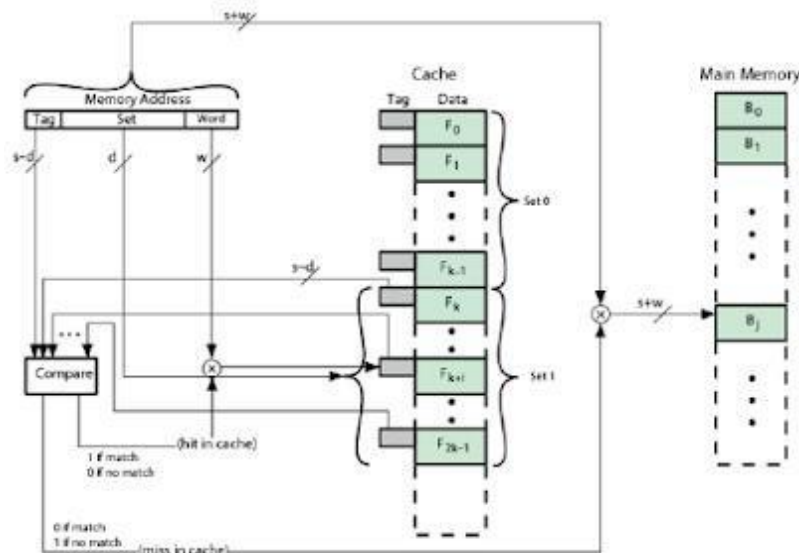 s+w
Cache
Main Memory
Memory Address
Tag Data
Tag Set Word
F0
B0
s–d d w
F1
B1
Set 0
s–d
Fk–1
Fk
s+w
Bj
Compare
Fk+i
Set 1
(hit in cache)
F2k–1
1 if match
0 if no match
0 if match
1 if no match
(miss in cache)